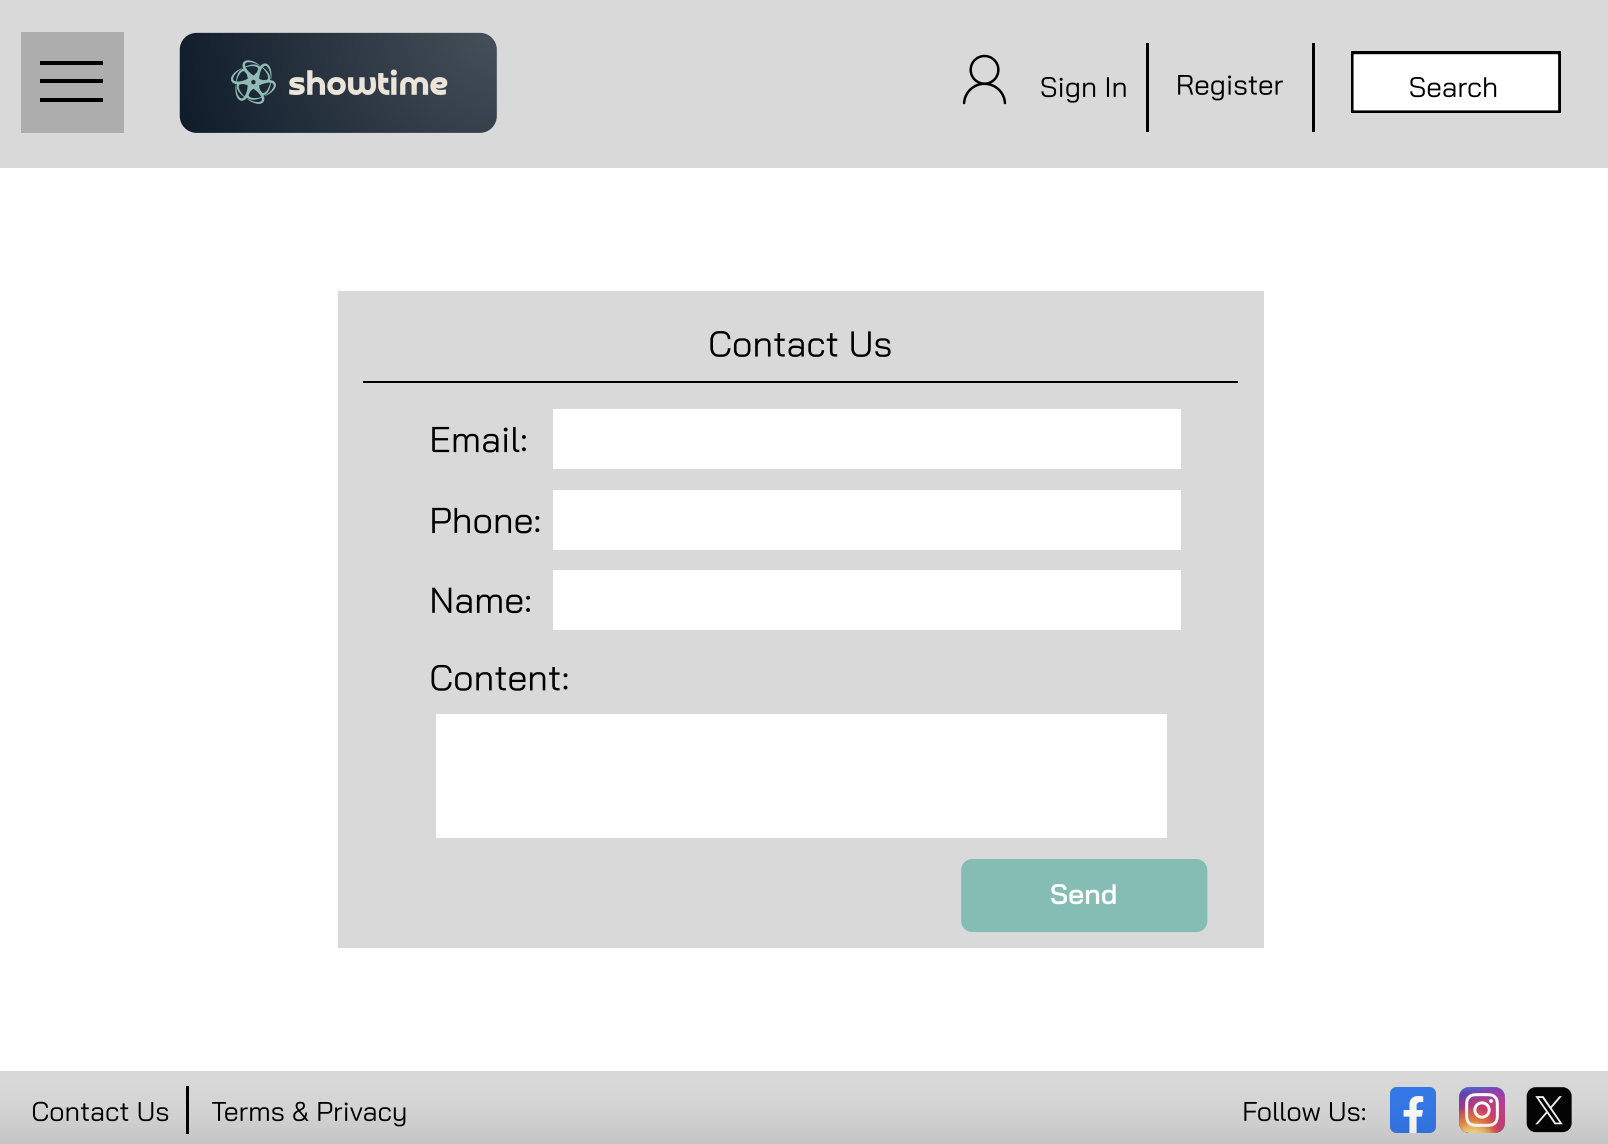 showtime
Sign In
Register
Search
Contact Us
Email:
Phone:
Name:
Content:
Send
Contact Us
Terms & Privacy
Follow Us: